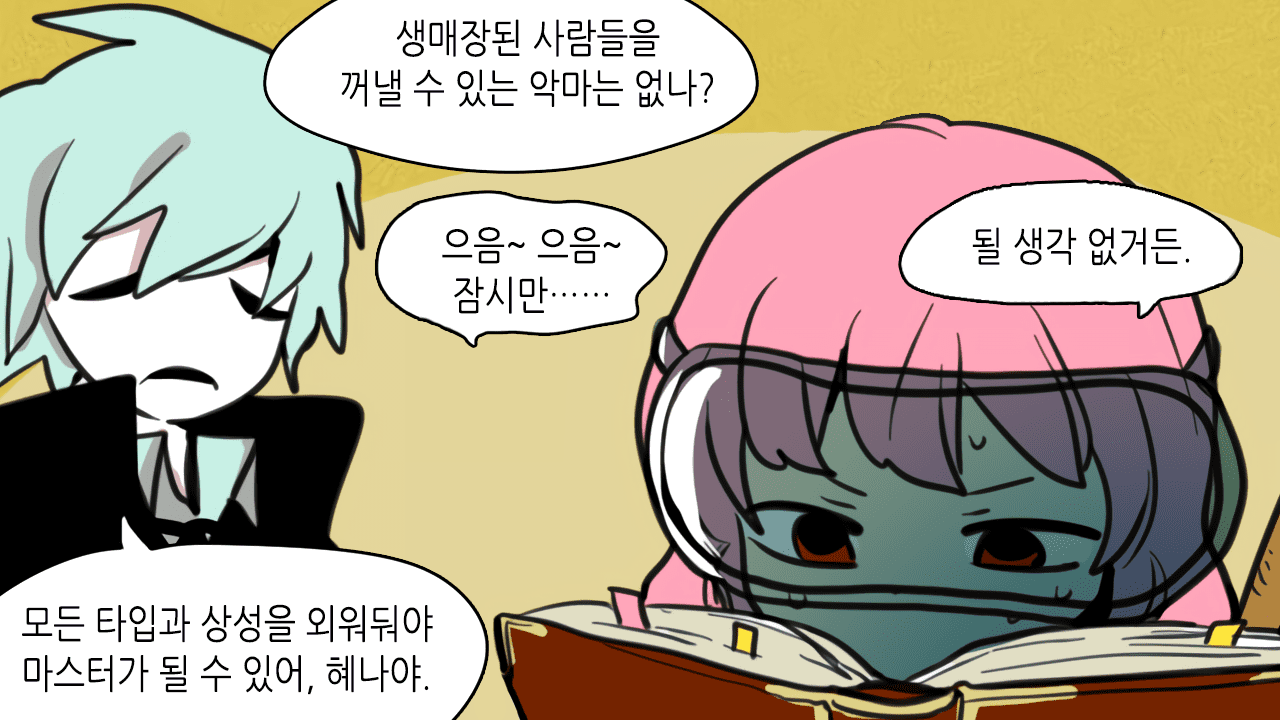 생매장된 사람들을
꺼낼 수 있는 악마는 없나?
으음~ 으음~
잠시만……
될 생각 없거든.
모든 타입과 상성을 외워둬야
마스터가 될 수 있어, 혜나야.